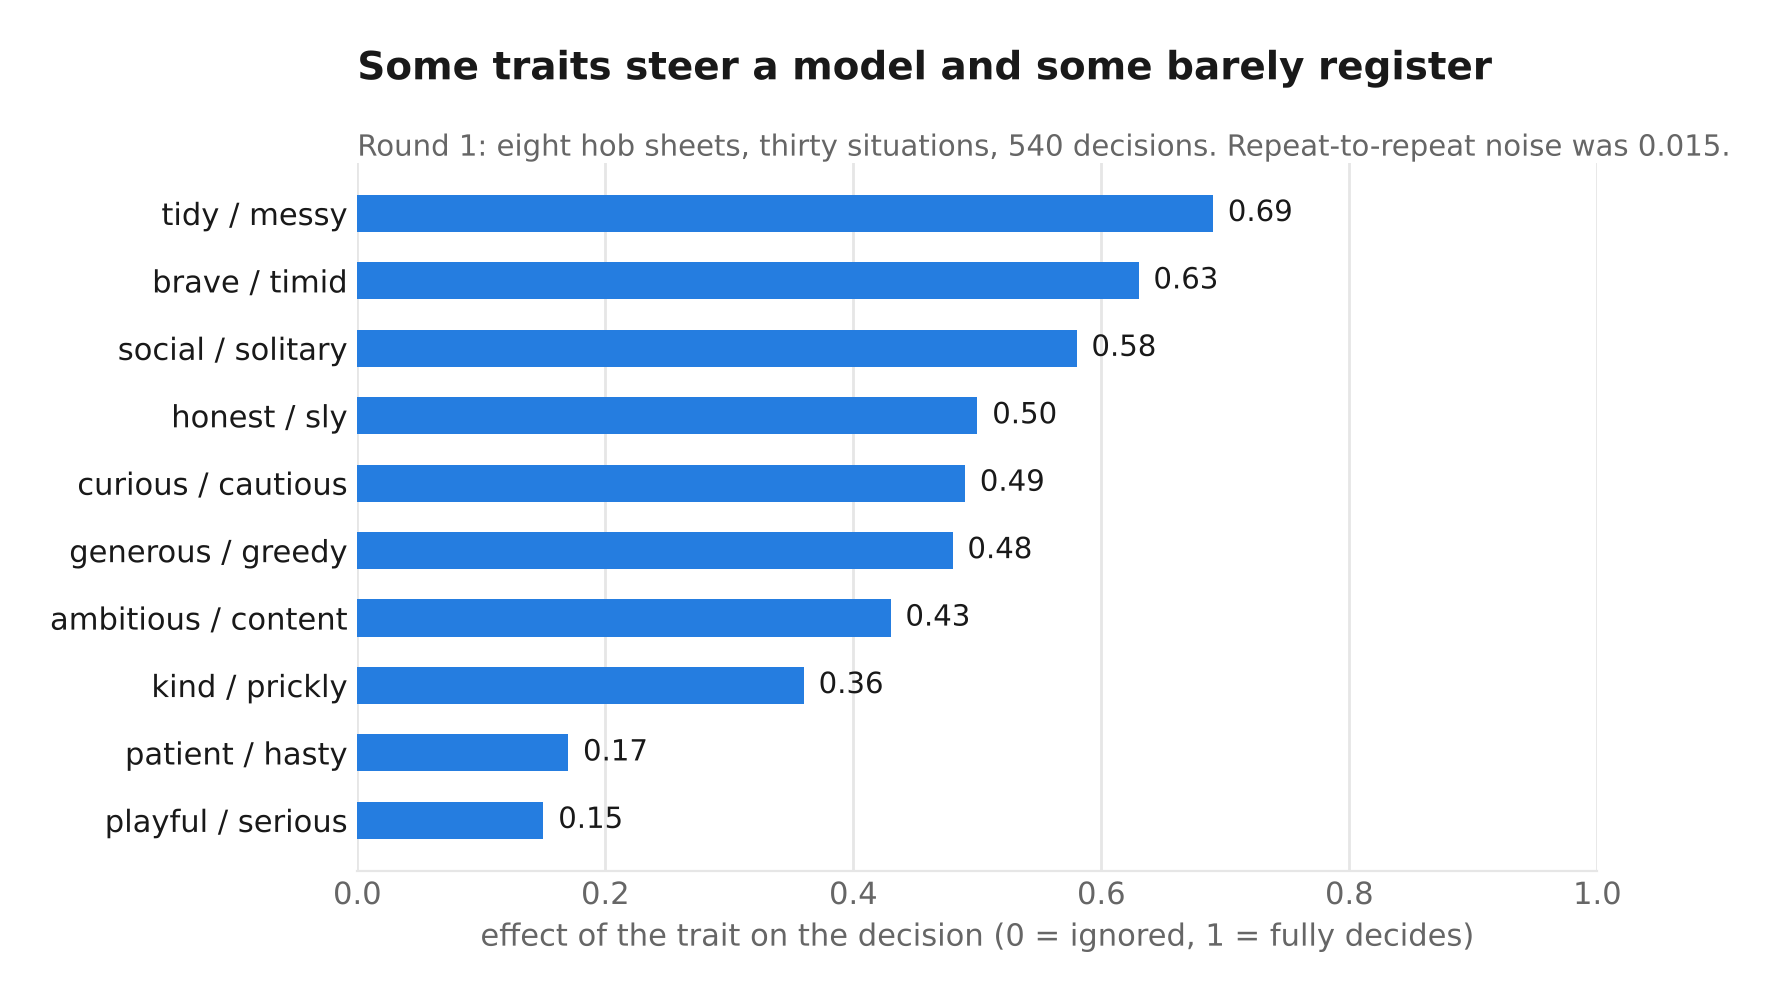 Some traits steer a model and some barely register
Round 1: eight hob sheets, thirty situations, 540 decisions. Repeat-to-repeat noise was 0.015.
tidy / messy 0.69
brave / timid 0.63
social / solitary 0.58
honest / sly 0.50
curious / cautious 0.49
generous / greedy 0.48
ambitious / content 0.43
kind / prickly 0.36
patient / hasty 0.17
playful / serious 0.15
0.0 0.2 0.4 0.6 0.8 1.0
effect of the trait on the decision (0 = ignored, 1 = fully decides)